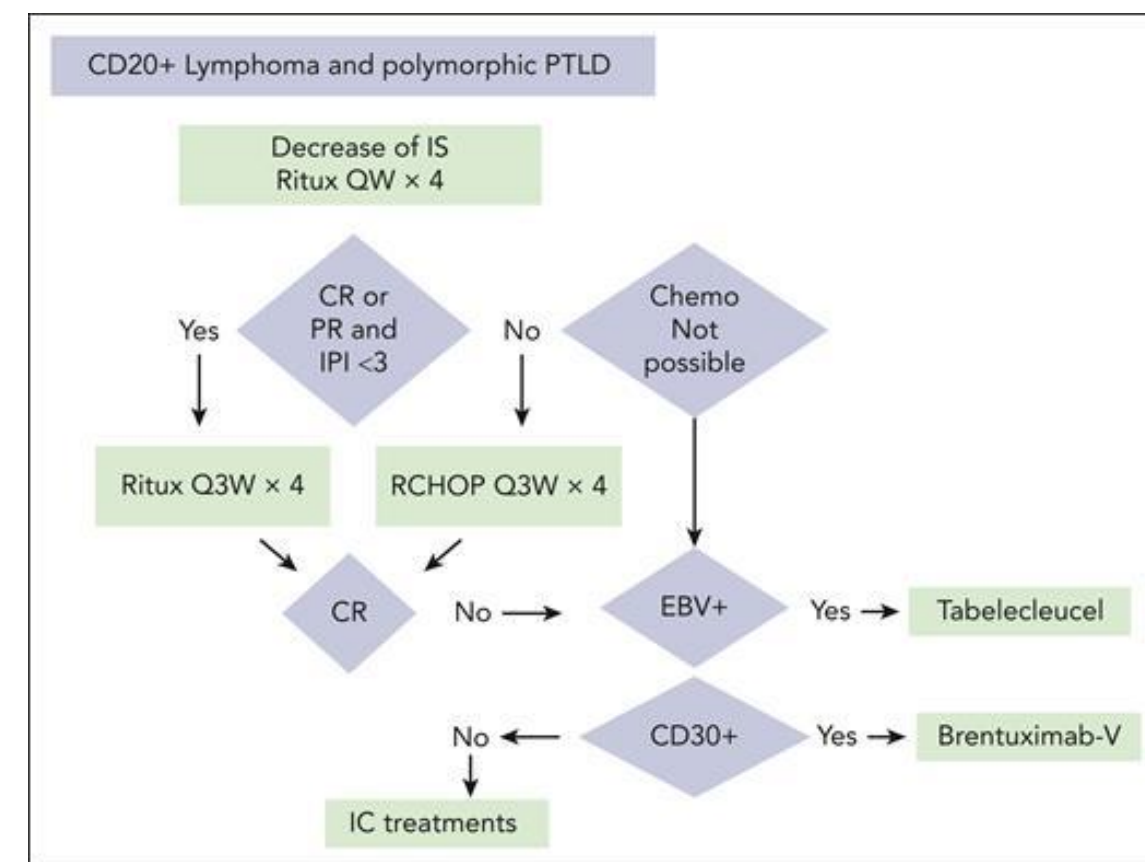 CD20+ Lymphoma and polymorphic PTLD
Decrease of IS
Ritux QW × 4
CR or
PR and
IPI <3
Yes
No
Chemo
Not
possible
Ritux Q3W × 4
RCHOP Q3W × 4
CR
No
EBV+
Yes
Tabelecleucel
No
CD30+
Yes
Brentuximab-V
IC treatments